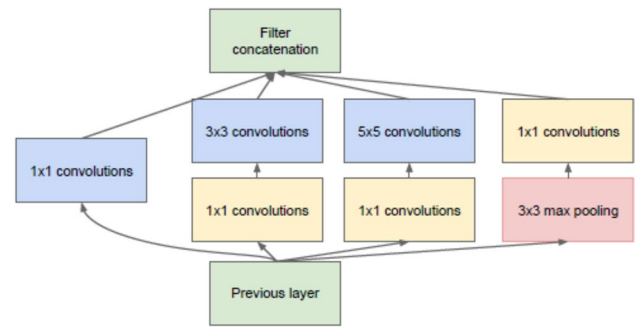 Filter
concatenation
3x3 convolutions
5x5 convolutions
1x1 convolutions
1x1 convolutions
1x1 convolutions
1x1 convolutions
3x3 max pooling
Previous layer